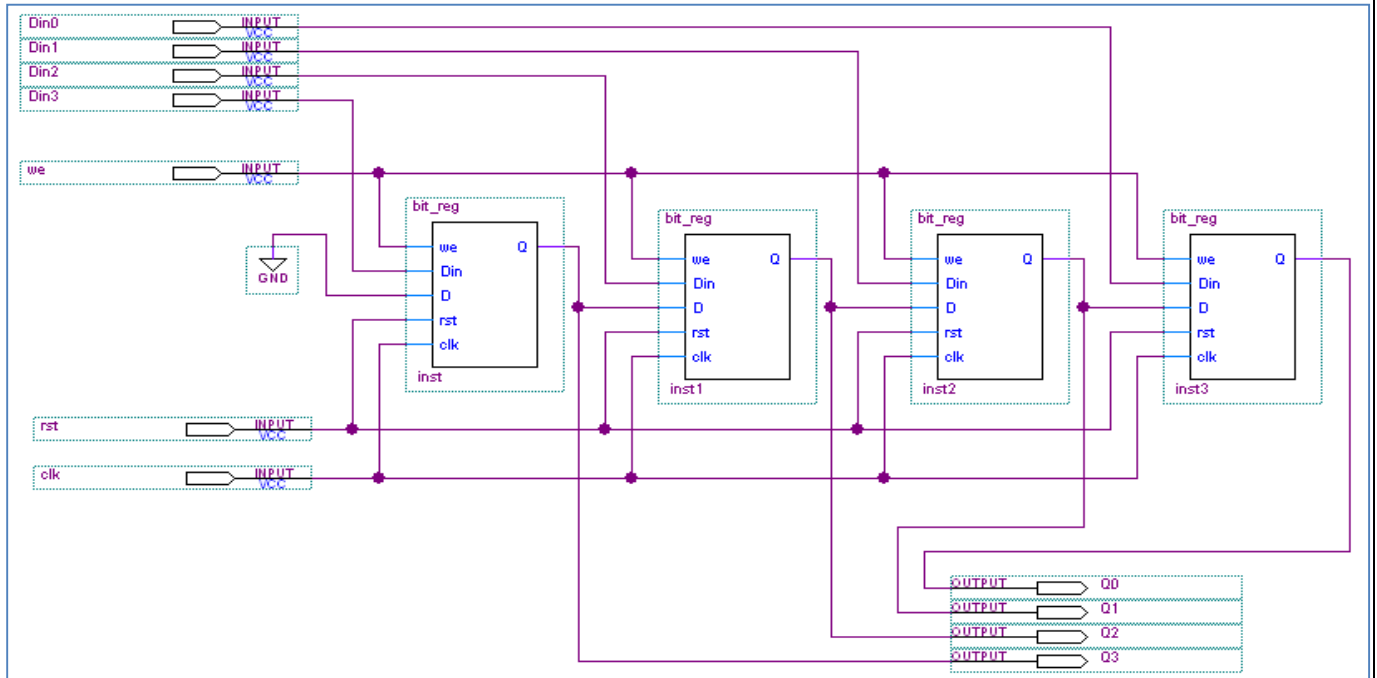 Din0 INPUT
VCC
Din1 INPUT
VCC
Din2 INPUT
VCC
Din3 INPUT
VCC
we INPUT
VCC
GND
bit_reg
we Q
Din
D
rst
clk
inst
bit_reg
we Q
Din
D
rst
clk
inst1
bit_reg
we Q
Din
D
rst
clk
inst2
bit_reg
we Q
Din
D
rst
clk
inst3
rst INPUT
VCC
clk INPUT
VCC
OUTPUT Q0
OUTPUT Q1
OUTPUT Q2
OUTPUT Q3